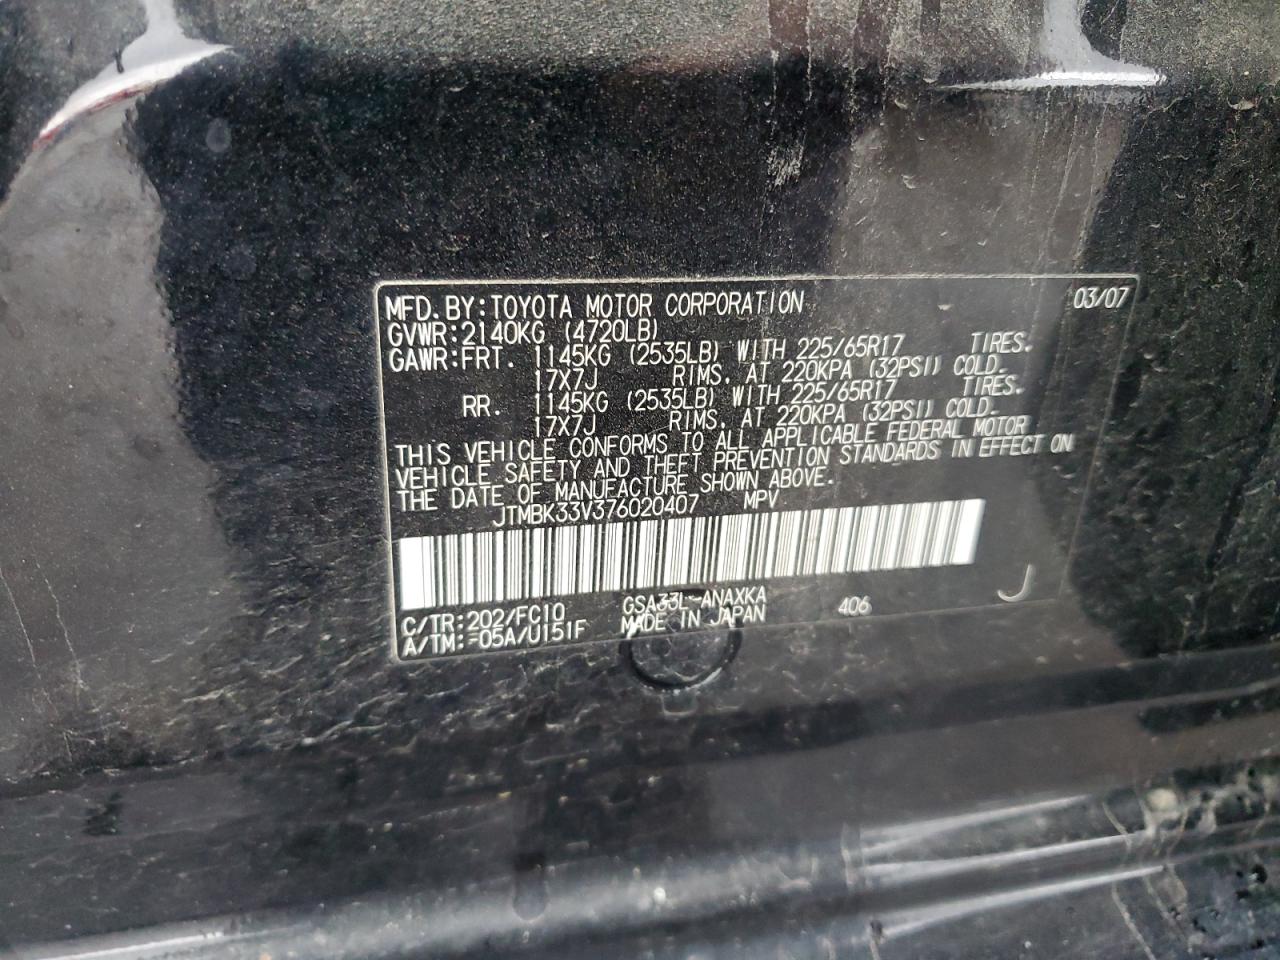 MFD. BY: TOYOTA MOTOR CORPORATION 03/07
GVWR: 2140KG (4720LB)
GAWR: FRT. 1145KG (2535LB) WITH 225/65R17 TIRES.
17X7J RIMS. AT 220KPA (32PSI) COLD.
RR. 1145KG (2535LB) WITH 225/65R17 TIRES.
17X7J RIMS. AT 220KPA (32PSI) COLD.
THIS VEHICLE CONFORMS TO ALL APPLICABLE FEDERAL MOTOR
VEHICLE SAFETY AND THEFT PREVENTION STANDARDS IN EFFECT ON
THE DATE OF MANUFACTURE SHOWN ABOVE.
JTMBK33V376020407 MPV
C/TR: 202/FC10 GSA33L-ANAXKA 406 J
A/TM: -05A/U151F MADE IN JAPAN